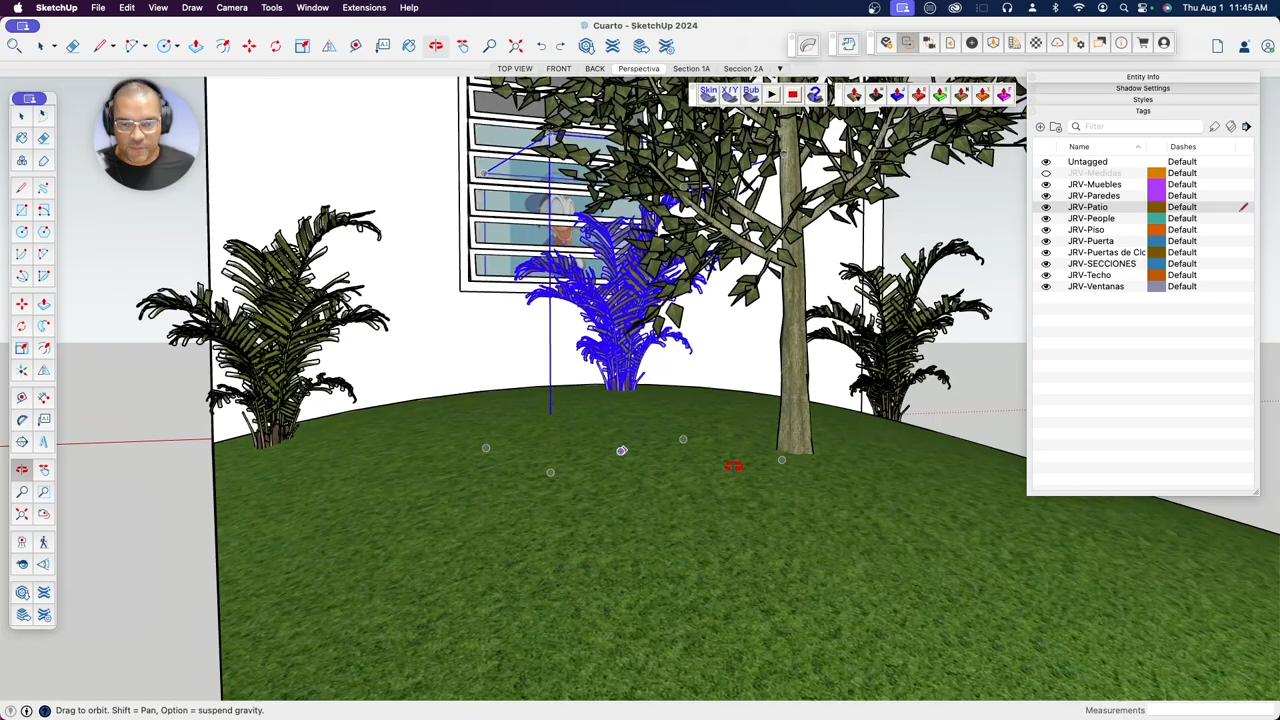 SketchUp File Edit View Draw Camera Tools Window Extensions Help Thu Aug 1 11:45 AM
Cuarto - SketchUp 2024
TOP VIEW FRONT BACK Perspectiva Section 1A Seccion 2A
Skin X/Y Bub
Entity Info
Shadow Settings
Styles
Tags
Filter
Name Dashes
Untagged Default
JRV-Medidas Default
JRV-Muebles Default
JRV-Paredes Default
JRV-Patio Default
JRV-People Default
JRV-Piso Default
JRV-Puerta Default
JRV-Puertas de Clo Default
JRV-SECCIONES Default
JRV-Techo Default
JRV-Ventanas Default
Drag to orbit. Shift = Pan, Option = suspend gravity. Measurements